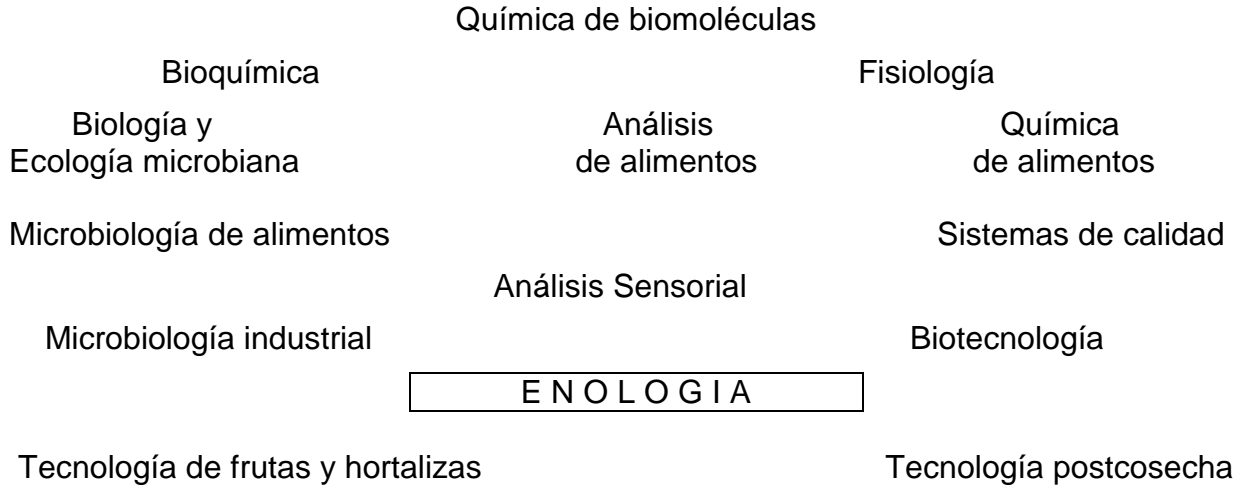 Química de biomoléculas
Bioquímica
Fisiología
Biología y
Ecología microbiana
Análisis
de alimentos
Química
de alimentos
Microbiología de alimentos
Sistemas de calidad
Análisis Sensorial
Microbiología industrial
Biotecnología
E N O L O G I A
Tecnología de frutas y hortalizas
Tecnología postcosecha